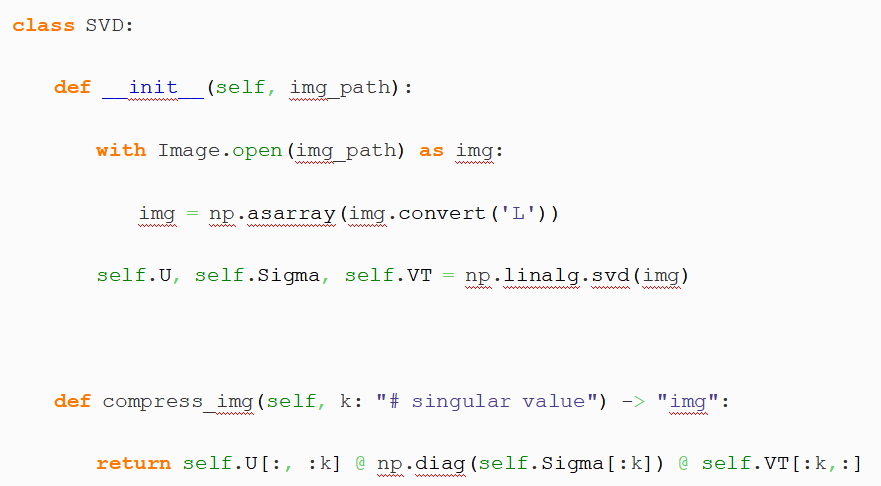 class SVD:
def __init__(self, img_path):
with Image.open(img_path) as img:
img = np.asarray(img.convert('L'))
self.U, self.Sigma, self.VT = np.linalg.svd(img)
def compress_img(self, k: "# singular value") -> "img":
return self.U[:, :k] @ np.diag(self.Sigma[:k]) @ self.VT[:k,:]